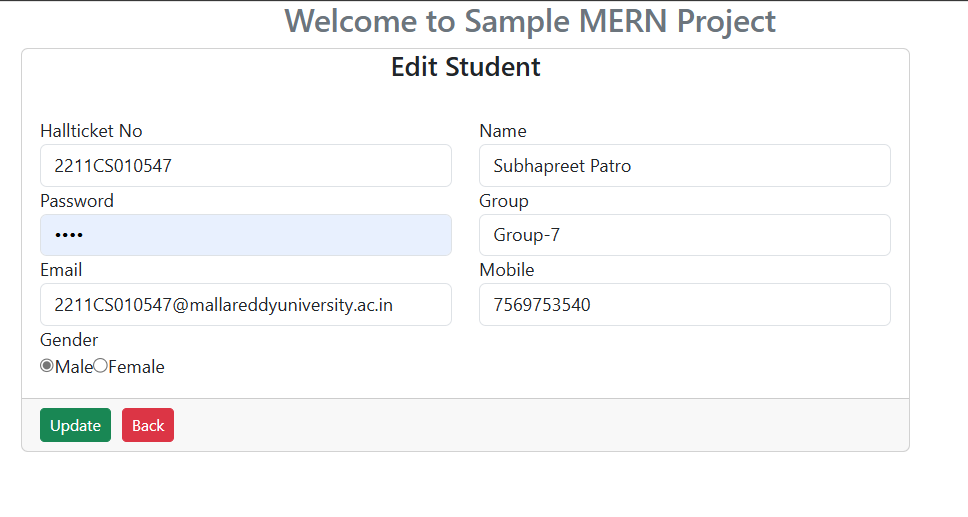 Welcome to Sample MERN Project
Edit Student
Hallticket No Name
2211CS010547 Subhapreet Patro
Password Group
•••• Group-7
Email Mobile
2211CS010547@mallareddyuniversity.ac.in 7569753540
Gender
Male Female
Update Back